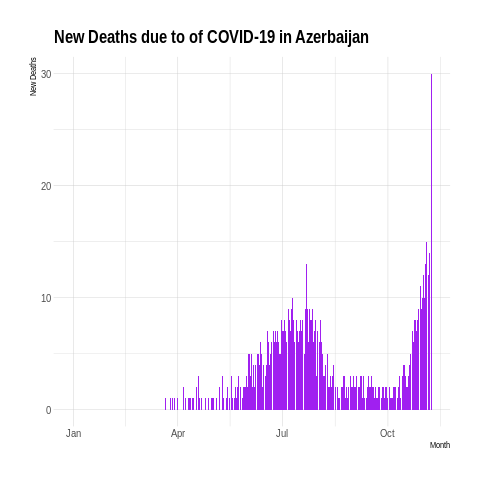 New Deaths due to of COVID-19 in Azerbaijan
New Deaths
30
20
10
0
Jan Apr Jul Oct
Month